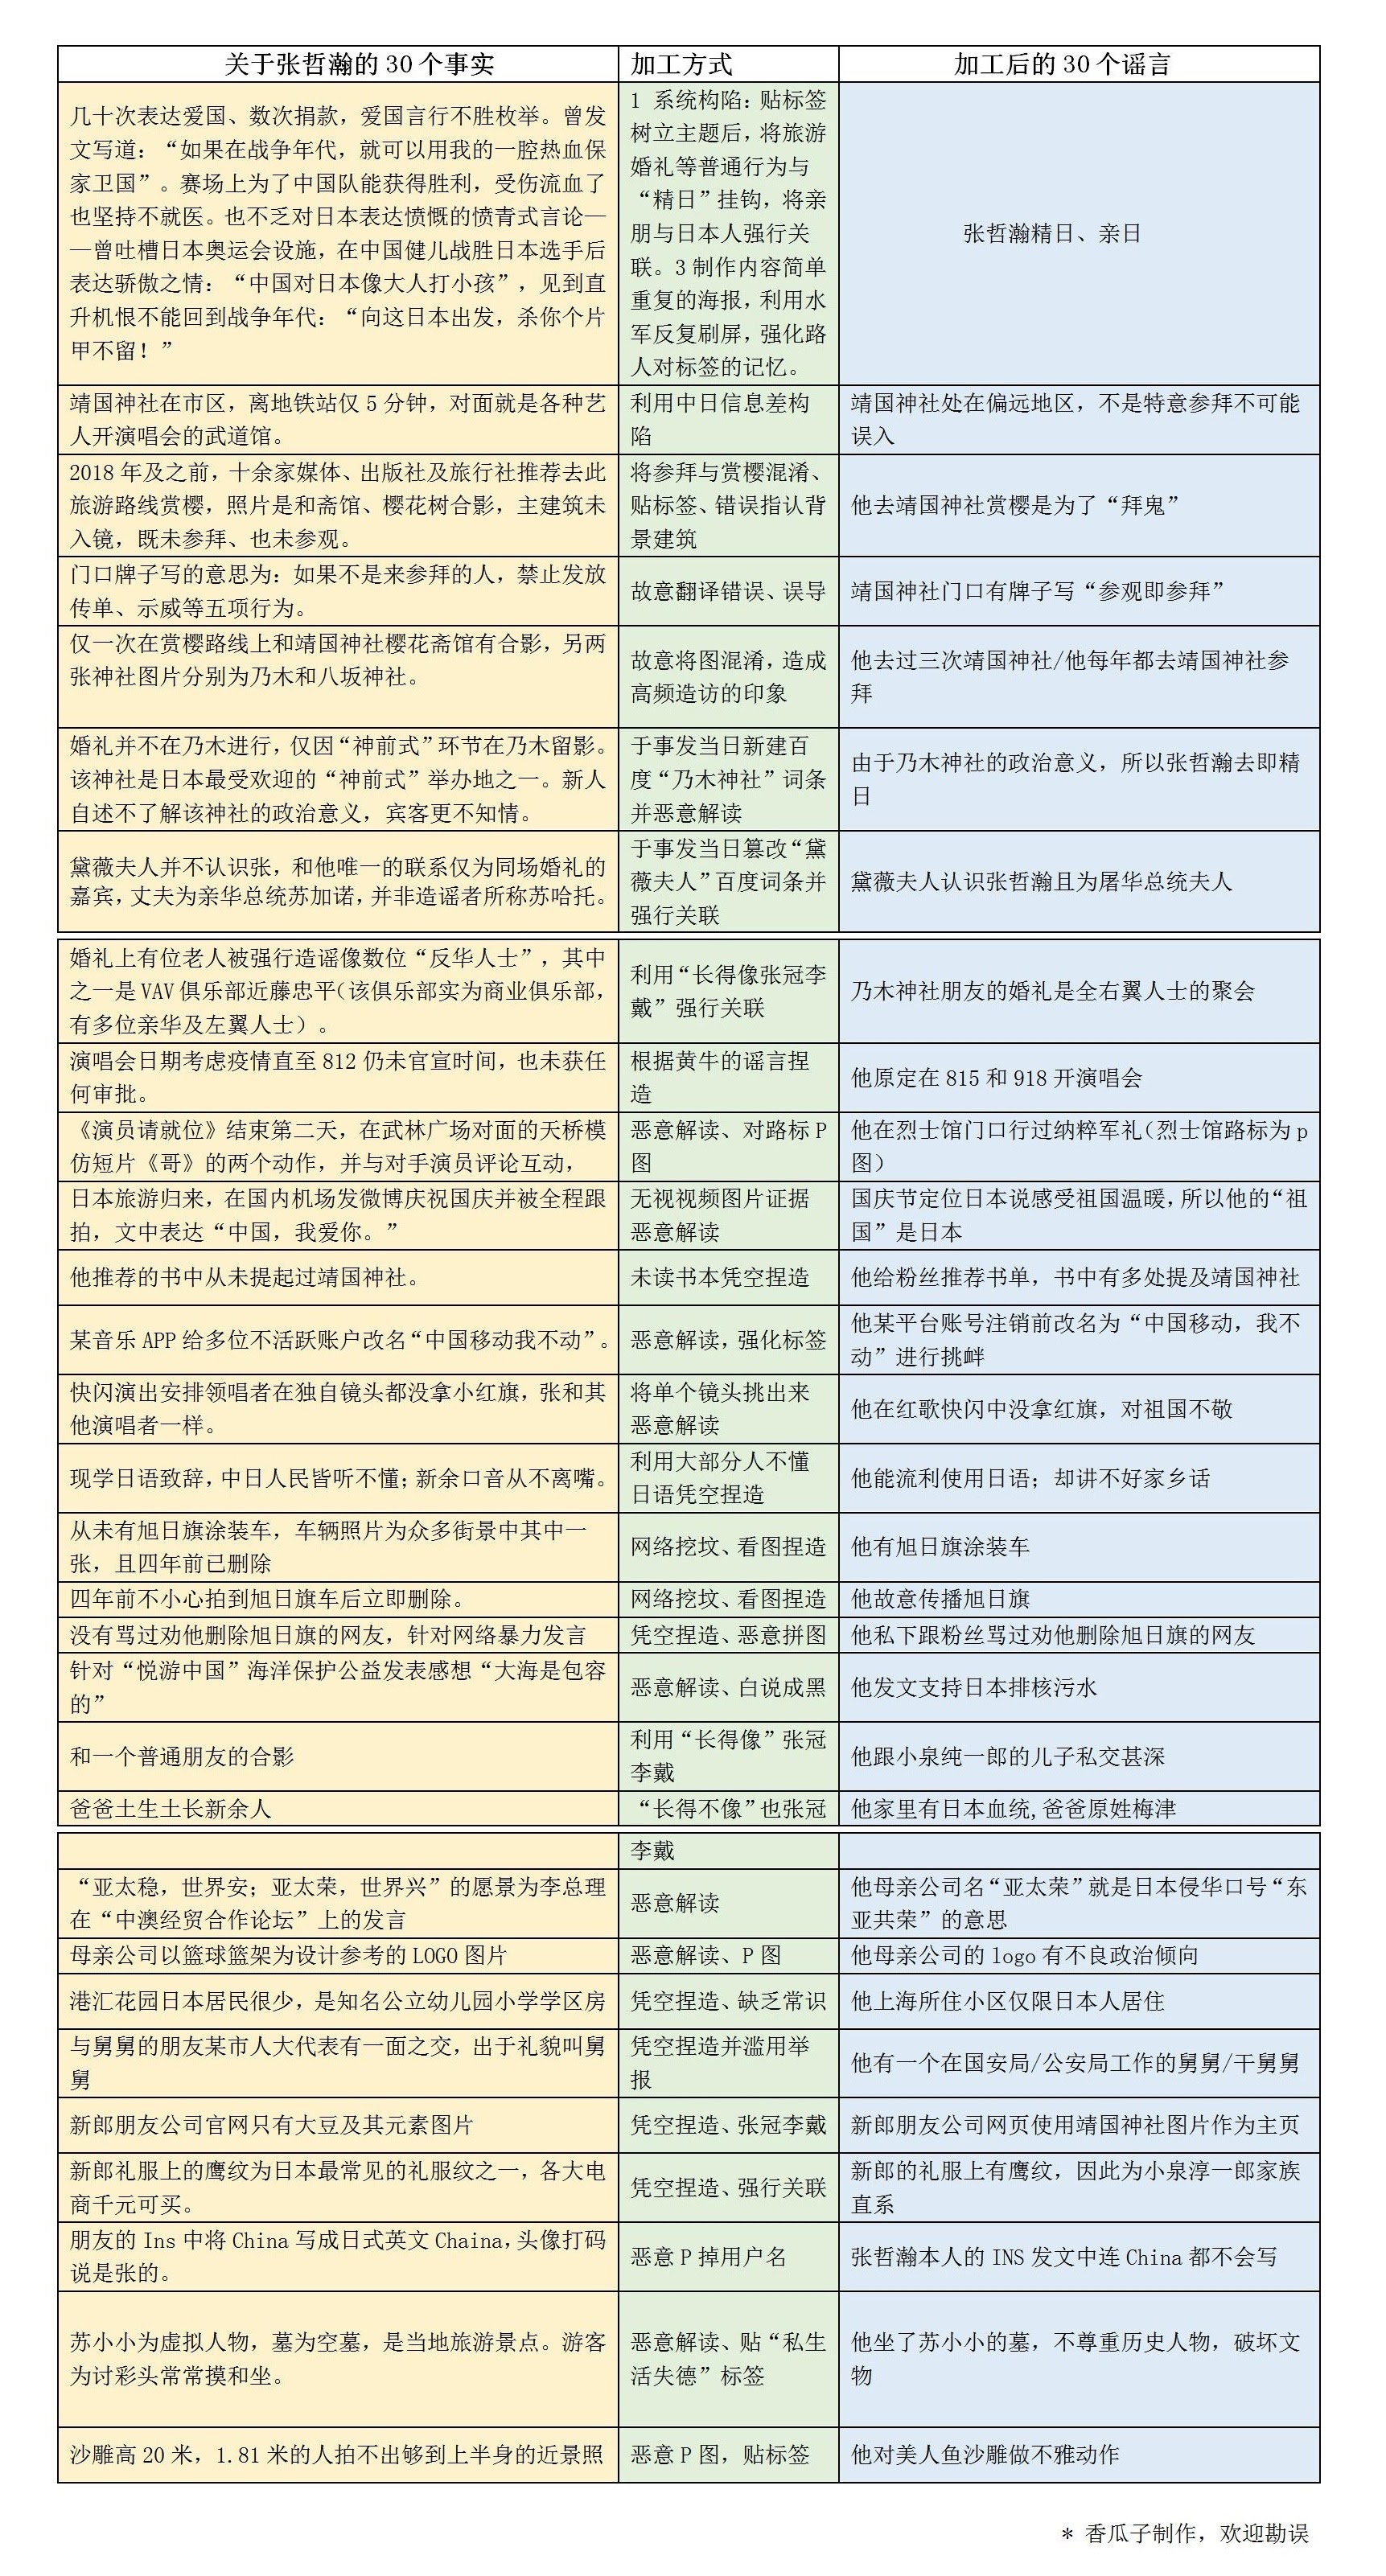 关于张哲瀚的 30 个事实
加工方式
加工后的 30 个谣言
几十次表达爱国、数次捐款，爱国言行不胜枚举。曾发
文写道：“如果在战争年代，就可以用我的一腔热血保
家卫国”。赛场上为了中国队能获得胜利，受伤流血了
也坚持不就医。也不乏对日本表达愤慨的愤青式言论—
—曾吐槽日本奥运会设施，在中国健儿战胜日本选手后
表达骄傲之情：“中国对日本像大人打小孩”，见到直
升机恨不能回到战争年代：“向这日本出发，杀你个片
甲不留！”
1 系统构陷：贴标签
树立主题后，将旅游
婚礼等普通行为与
“精日”挂钩，将亲
朋与日本人强行关
联。3 制作内容简单
重复的海报，利用水
军反复刷屏，强化路
人对标签的记忆。
张哲瀚精日、亲日
靖国神社在市区，离地铁站仅 5 分钟，对面就是各种艺
人开演唱会的武道馆。
利用中日信息差构
陷
靖国神社处在偏远地区，不是特意参拜不可能
误入
2018 年及之前，十余家媒体、出版社及旅行社推荐去此
旅游路线赏樱，照片是和斋馆、樱花树合影，主建筑未
入镜，既未参拜、也未参观。
将参拜与赏樱混淆、
贴标签、错误指认背
景建筑
他去靖国神社赏樱是为了“拜鬼”
门口牌子写的意思为：如果不是来参拜的人，禁止发放
传单、示威等五项行为。
故意翻译错误、误导
靖国神社门口有牌子写“参观即参拜”
仅一次在赏樱路线上和靖国神社樱花斋馆有合影，另两
张神社图片分别为乃木和八坂神社。
故意将图混淆，造成
高频造访的印象
他去过三次靖国神社/他每年都去靖国神社参
拜
婚礼并不在乃木进行，仅因“神前式”环节在乃木留影。
该神社是日本最受欢迎的“神前式”举办地之一。新人
自述不了解该神社的政治意义，宾客更不知情。
于事发当日新建百
度“乃木神社”词条
并恶意解读
由于乃木神社的政治意义，所以张哲瀚去即精
日
黛薇夫人并不认识张，和他唯一的联系仅为同场婚礼的
嘉宾，丈夫为亲华总统苏加诺，并非造谣者所称苏哈托。
于事发当日篡改“黛
薇夫人”百度词条并
强行关联
黛薇夫人认识张哲瀚且为屠华总统夫人
婚礼上有位老人被强行造谣像数位“反华人士”，其中
之一是 VAV 俱乐部近藤忠平（该俱乐部实为商业俱乐部，
有多位亲华及左翼人士）。
利用“长得像张冠李
戴”强行关联
乃木神社朋友的婚礼是全右翼人士的聚会
演唱会日期考虑疫情直至 812 仍未官宣时间，也未获任
何审批。
根据黄牛的谣言捏
造
他原定在 815 和 918 开演唱会
《演员请就位》结束第二天，在武林广场对面的天桥模
仿短片《哥》的两个动作，并与对手演员评论互动，
恶意解读、对路标 P
图
他在烈士馆门口行过纳粹军礼（烈士馆路标为 p
图）
日本旅游归来，在国内机场发微博庆祝国庆并被全程跟
拍，文中表达“中国，我爱你。”
无视视频图片证据
恶意解读
国庆节定位日本说感受祖国温暖，所以他的“祖
国”是日本
他推荐的书中从未提起过靖国神社。
未读书本凭空捏造
他给粉丝推荐书单，书中有多处提及靖国神社
某音乐 APP 给多位不活跃账户改名“中国移动我不动”。
恶意解读，强化标签
他某平台账号注销前改名为“中国移动，我不
动”进行挑衅
快闪演出安排领唱者在独自镜头都没拿小红旗，张和其
他演唱者一样。
将单个镜头挑出来
恶意解读
他在红歌快闪中没拿红旗，对祖国不敬
现学日语致辞，中日人民皆听不懂；新余口音从不离嘴。
利用大部分人不懂
日语凭空捏造
他能流利使用日语；却讲不好家乡话
从未有旭日旗涂装车，车辆照片为众多街景中其中一
张，且四年前已删除
网络挖坟、看图捏造
他有旭日旗涂装车
四年前不小心拍到旭日旗车后立即删除。
网络挖坟、看图捏造
他故意传播旭日旗
没有骂过劝他删除旭日旗的网友，针对网络暴力发言
凭空捏造、恶意拼图
他私下跟粉丝骂过劝他删除旭日旗的网友
针对“悦游中国”海洋保护公益发表感想“大海是包容
的”
恶意解读、白说成黑
他发文支持日本排核污水
和一个普通朋友的合影
利用“长得像”张冠
李戴
他跟小泉纯一郎的儿子私交甚深
爸爸土生土长新余人
“长得不像”也张冠
他家里有日本血统,爸爸原姓梅津
李戴
“亚太稳，世界安；亚太荣，世界兴”的愿景为李总理
在“中澳经贸合作论坛”上的发言
恶意解读
他母亲公司名“亚太荣”就是日本侵华口号“东
亚共荣”的意思
母亲公司以篮球篮架为设计参考的 LOGO 图片
恶意解读、P 图
他母亲公司的 logo 有不良政治倾向
港汇花园日本居民很少，是知名公立幼儿园小学学区房
凭空捏造、缺乏常识
他上海所住小区仅限日本人居住
与舅舅的朋友某市人大代表有一面之交，出于礼貌叫舅
舅
凭空捏造并滥用举
报
他有一个在国安局/公安局工作的舅舅/干舅舅
新郎朋友公司官网只有大豆及其元素图片
凭空捏造、张冠李戴
新郎朋友公司网页使用靖国神社图片作为主页
新郎礼服上的鹰纹为日本最常见的礼服纹之一，各大电
商千元可买。
凭空捏造、强行关联
新郎的礼服上有鹰纹，因此为小泉淳一郎家族
直系
朋友的 Ins 中将 China 写成日式英文 Chaina，头像打码
说是张的。
恶意 P 掉用户名
张哲瀚本人的 INS 发文中连 China 都不会写
苏小小为虚拟人物，墓为空墓，是当地旅游景点。游客
为讨彩头常常摸和坐。
恶意解读、贴“私生
活失德”标签
他坐了苏小小的墓，不尊重历史人物，破坏文
物
沙雕高 20 米，1.81 米的人拍不出够到上半身的近景照
恶意 P 图，贴标签
他对美人鱼沙雕做不雅动作
* 香瓜子制作，欢迎勘误